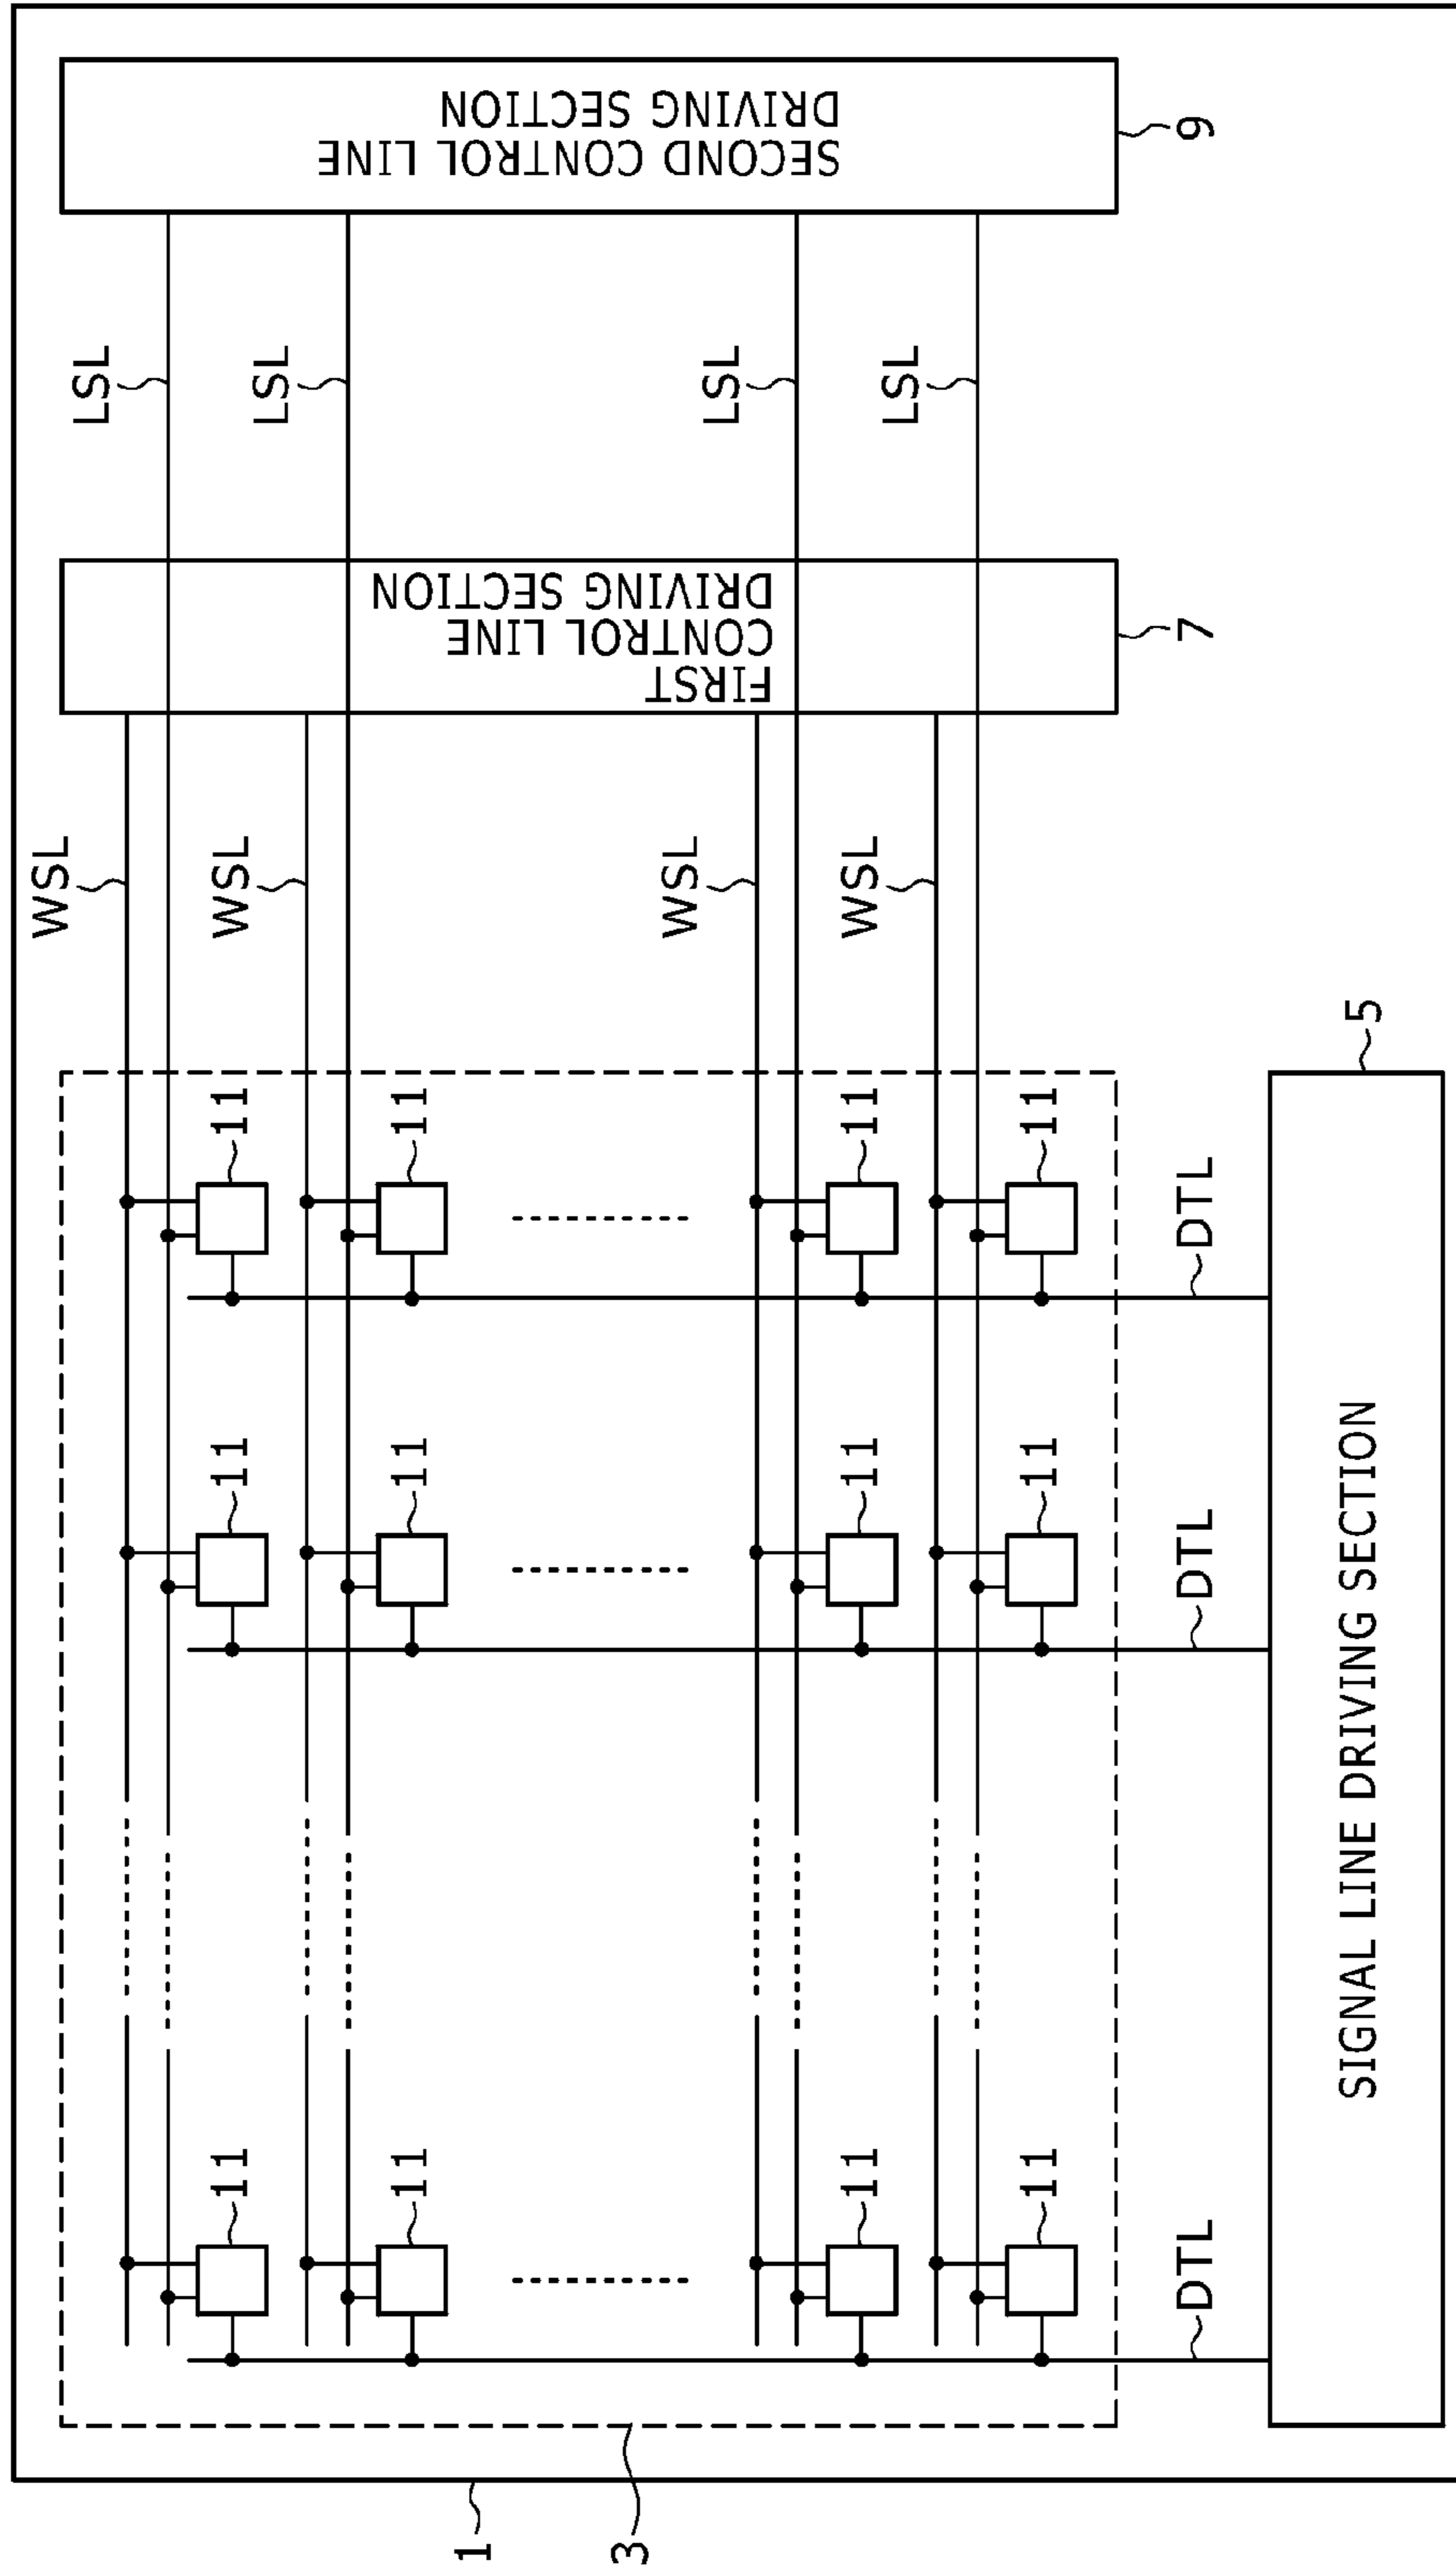 WSL
LSL
11
11
11
WSL
LSL
11
11
11
1
3
FIRST
CONTROL LINE
DRIVING SECTION
SECOND CONTROL LINE
DRIVING SECTION
WSL
LSL
11
11
11
WSL
LSL
11
11
11
DTL
DTL
DTL
7
9
SIGNAL LINE DRIVING SECTION
5